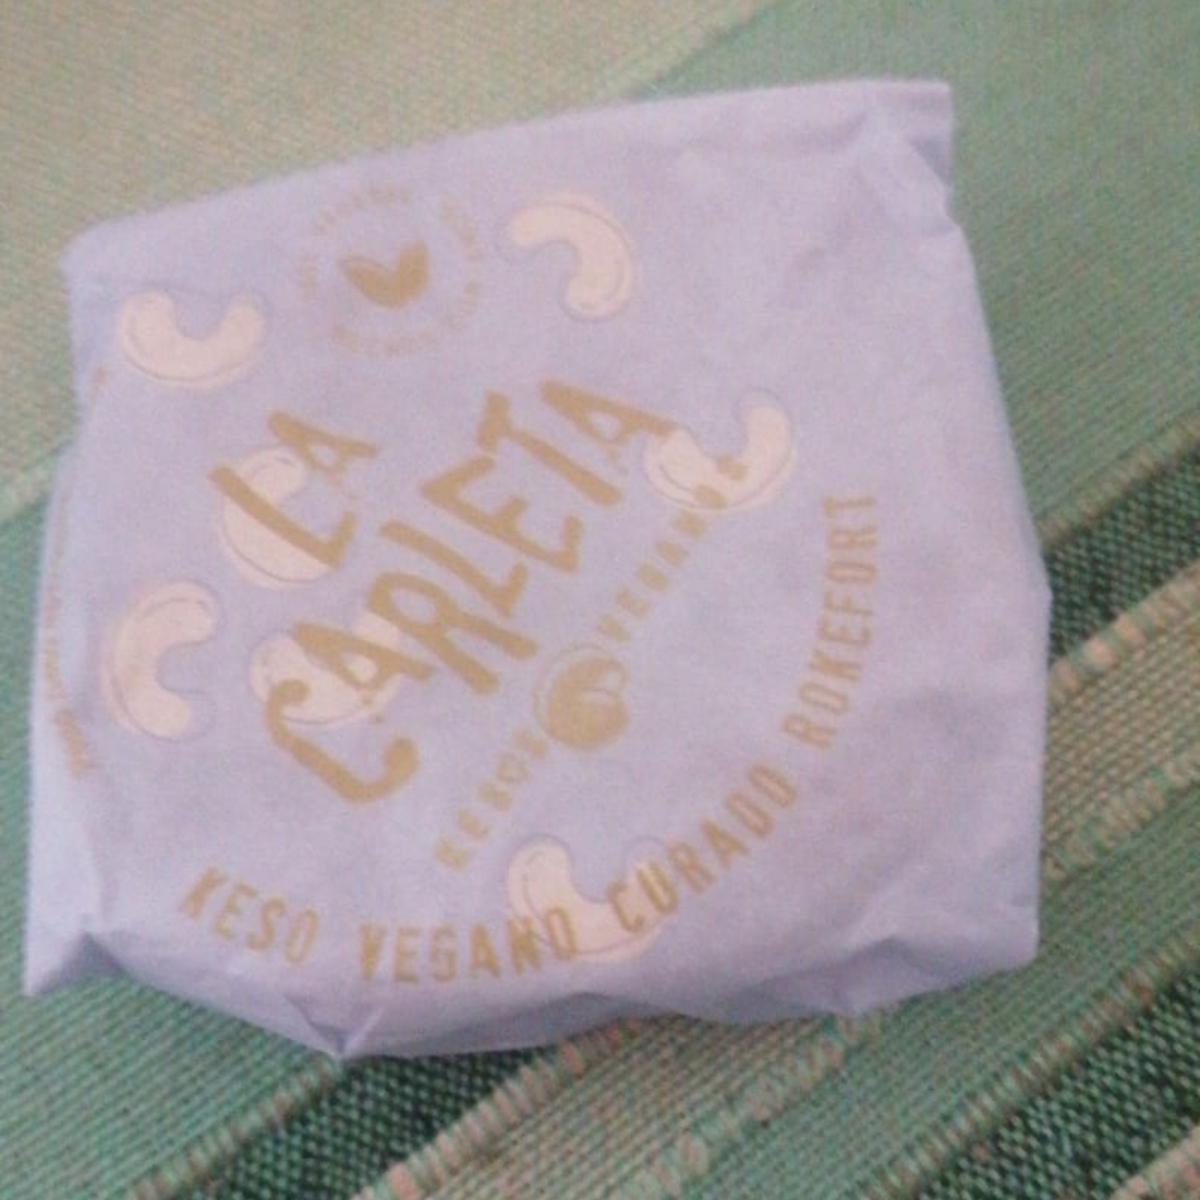 LA
CARLETA
KESOS VEGANOS
KESO VEGANO CURADO ROKEFORT